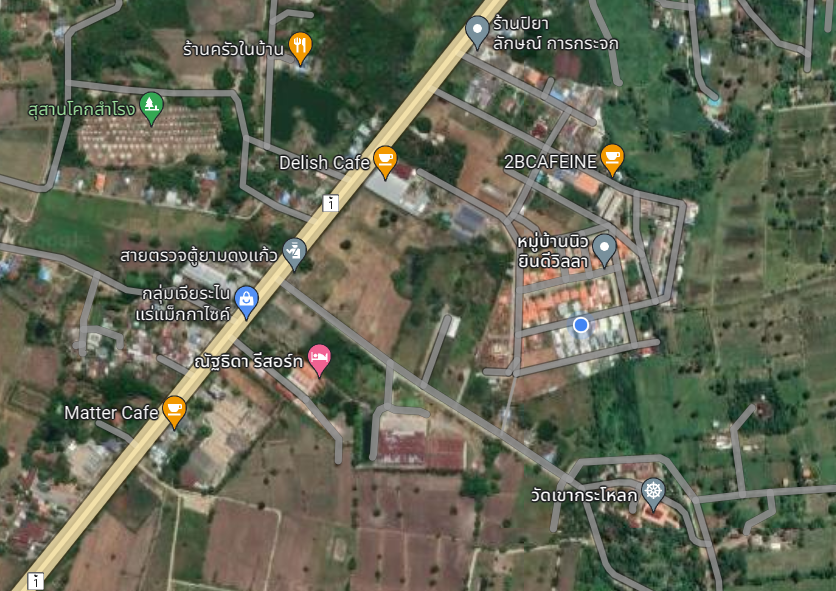 ร้านปิยา
ลักษณ์ การกระจก
ร้านครัวในบ้าน
สุสานโคกสำโรง
Delish Cafe
2BCAFEINE
1
หมู่บ้านนิว
ยินดีวิลลา
สายตรวจตู้ยามดงแก้ว
กลุ่มเจียระไน
แร่แม็กกาไซค์
ณัฐธิดา รีสอร์ท
Matter Cafe
วัดเขากระโหลก
1